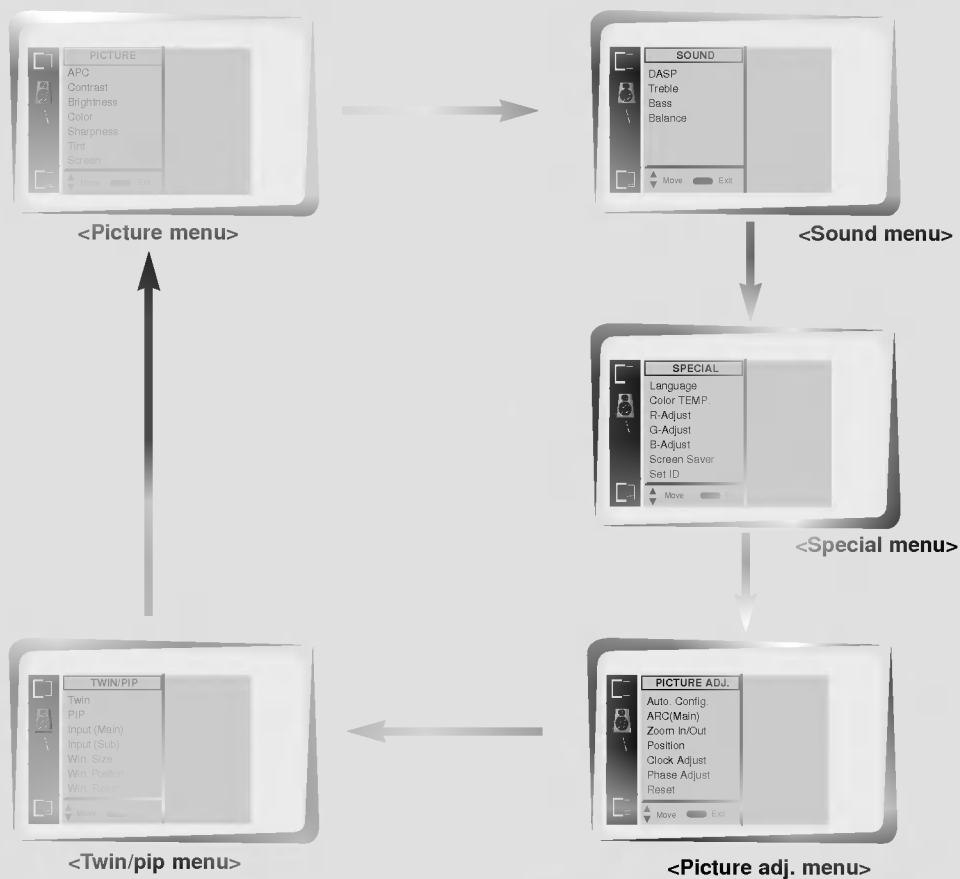 PICTURE
APC
Contrast
Brightness
Color
Sharpness
Tint
Screen
Move Exit
<Picture menu>
SOUND
DASP
Treble
Bass
Balance
Move Exit
<Sound menu>
SPECIAL
Language
Color TEMP.
R-Adjust
G-Adjust
B-Adjust
Screen Saver
Set ID
Move
<Special menu>
TWIN/PIP
Twin
PIP
Input (Main)
Input (Sub)
Win. Size
Win. Position
Win.
Move Exit
<Twin/pip menu>
PICTURE ADJ.
Auto. Config.
ARC(Main)
Zoom In/Out
Position
Clock Adjust
Phase Adjust
Reset
Move Exit
<Picture adj. menu>